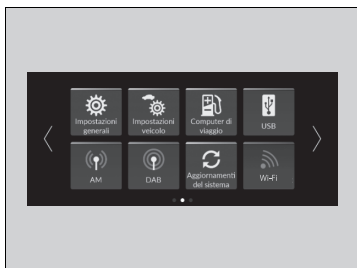 Impostazioni
generali
Impostazioni
veicolo
Computer di
viaggio
USB
AM
DAB
Aggiornamenti
del sistema
Wi-Fi